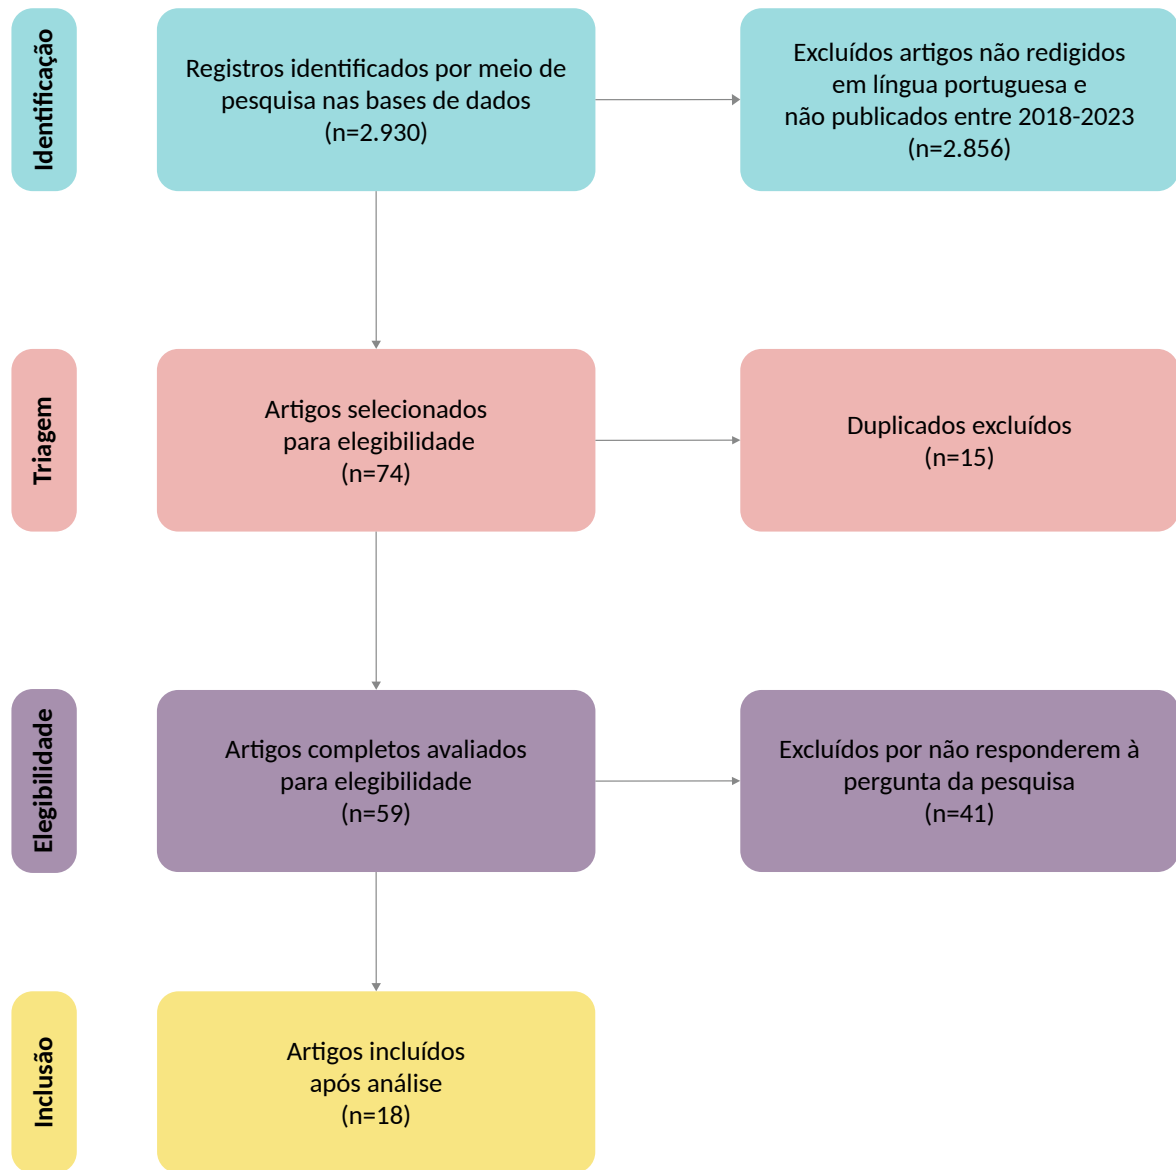 Identificação
Registros identificados por meio de
pesquisa nas bases de dados
(n=2.930)
Excluídos artigos não redigidos
em língua portuguesa e
não publicados entre 2018-2023
(n=2.856)
Triagem
Artigos selecionados
para elegibilidade
(n=74)
Duplicados excluídos
(n=15)
Elegibilidade
Artigos completos avaliados
para elegibilidade
(n=59)
Excluídos por não responderem à
pergunta da pesquisa
(n=41)
Inclusão
Artigos incluídos
após análise
(n=18)